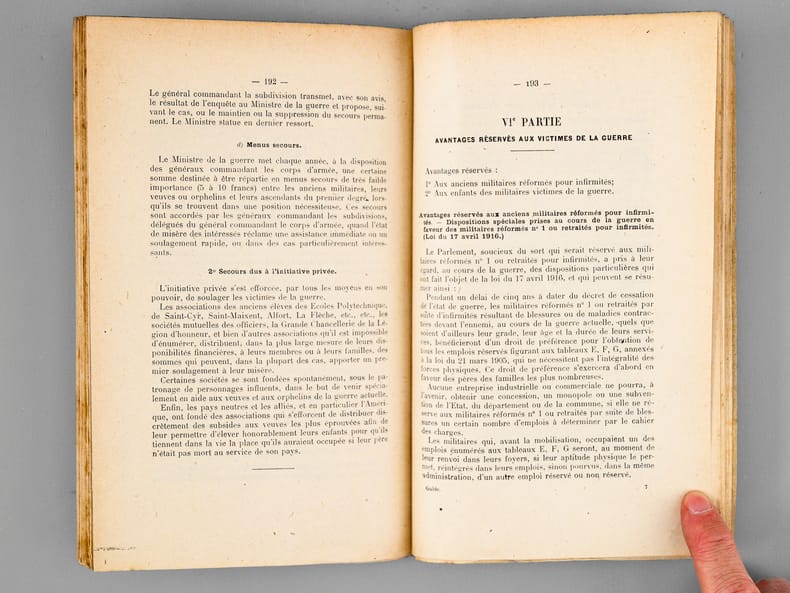 — 192 —
Le général commandant la subdivision transmet, avec son avis,
le résultat de l'enquête au Ministre de la guerre et propose, sui-
vant le cas, ou le maintien ou la suppression du secours perma-
nent. Le Ministre statue en dernier ressort.
d) Menus secours.
Le Ministre de la guerre met chaque année, à la disposition
des généraux commandant les corps d'armée, une certaine
somme destinée à être répartie en menus secours de très faible
importance (5 à 10 francs) entre les anciens militaires, leurs
veuves ou orphelins et leurs ascendants du premier degré, lors-
qu'ils se trouvent dans une position nécessiteuse. Ces secours
sont accordés par les généraux commandant les subdivisions,
délégués du général commandant le corps d'armée, quand l'état
de misère des intéressés réclame une assistance immédiate ou un
soulagement rapide, ou dans des cas particulièrement intéres-
sants.
2° Secours dus à l'initiative privée.
L'initiative privée s'est efforcée, par tous les moyens en son
pouvoir, de soulager les victimes de la guerre.
Les associations des anciens élèves des Ecoles Polytechnique,
de Saint-Cyr, Saint-Maixent, Alfort, La Flèche, etc., etc., les
sociétés mutuelles des officiers, la Grande Chancellerie de la Lé-
gion d'honneur, et bien d'autres associations qu'il est impossible
d'énumérer, distribuent, dans la plus large mesure de leurs dis-
ponibilités financières, à leurs membres ou à leurs familles, des
sommes qui peuvent, dans la plupart des cas, apporter un pre-
mier soulagement à leur misère.
Certaines sociétés se sont fondées spontanément, sous le pa-
tronage de personnages influents, dans le but de venir spécia-
lement en aide aux veuves et aux orphelins de la guerre actuelle.
Enfin, les pays neutres et les alliés, et en particulier l'Améri-
que, ont fondé des associations qui s'efforcent de distribuer dis-
crètement des subsides aux veuves les plus éprouvées afin de
leur permettre d'élever honorablement leurs enfants pour qu'ils
tiennent dans la vie la place qu'ils auraient occupée si leur père
n'était pas mort au service de son pays.
— 193 —
VIe PARTIE
AVANTAGES RÉSERVÉS AUX VICTIMES DE LA GUERRE
Avantages réservés :
1° Aux anciens militaires réformés pour infirmités;
2° Aux enfants des militaires victimes de la guerre.
Avantages réservés aux anciens militaires réformés pour infirmi-
tés. — Dispositions spéciales prises au cours de la guerre en
faveur des militaires réformés n° 1 ou retraités pour infirmités.
(Loi du 17 avril 1916.)
Le Parlement, soucieux du sort qui serait réservé aux mili-
taires réformés n° 1 ou retraités pour infirmités, a pris à leur
égard, au cours de la guerre, des dispositions particulières qui
ont fait l'objet de la loi du 17 avril 1916, et qui peuvent se résu-
mer ainsi :
Pendant un délai de cinq ans à dater du décret de cessation
de l'état de guerre, les militaires réformés n° 1 ou retraités par
suite d'infirmités résultant de blessures ou de maladies contrac-
tées devant l'ennemi, au cours de la guerre actuelle, quels que
soient d'ailleurs leur grade, leur âge et la durée de leurs servi-
ces, bénéficieront d'un droit de préférence pour l'obtention de
tous les emplois réservés figurant aux tableaux E, F, G, annexés
à la loi du 21 mars 1905, qui ne nécessitent pas l'intégralité des
forces physiques. Ce droit de préférence s'exercera d'abord en
faveur des pères des familles les plus nombreuses.
Aucune entreprise industrielle ou commerciale ne pourra, à
l'avenir, obtenir une concession, un monopole ou une subven-
tion de l'Etat, du département ou de la commune, si elle ne ré-
serve aux militaires réformés n° 1 ou retraités par suite de bles-
sures un certain nombre d'emplois à déterminer par le cahier
des charges.
Les militaires qui, avant la mobilisation, occupaient un des
emplois énumérés aux tableaux E, F, G seront, au moment de
leur renvoi dans leurs foyers, si leur aptitude physique le per-
met, réintégrés dans leurs emplois, sinon pourvus, dans la même
administration, d'un autre emploi réservé ou non réservé.
Guide. 7